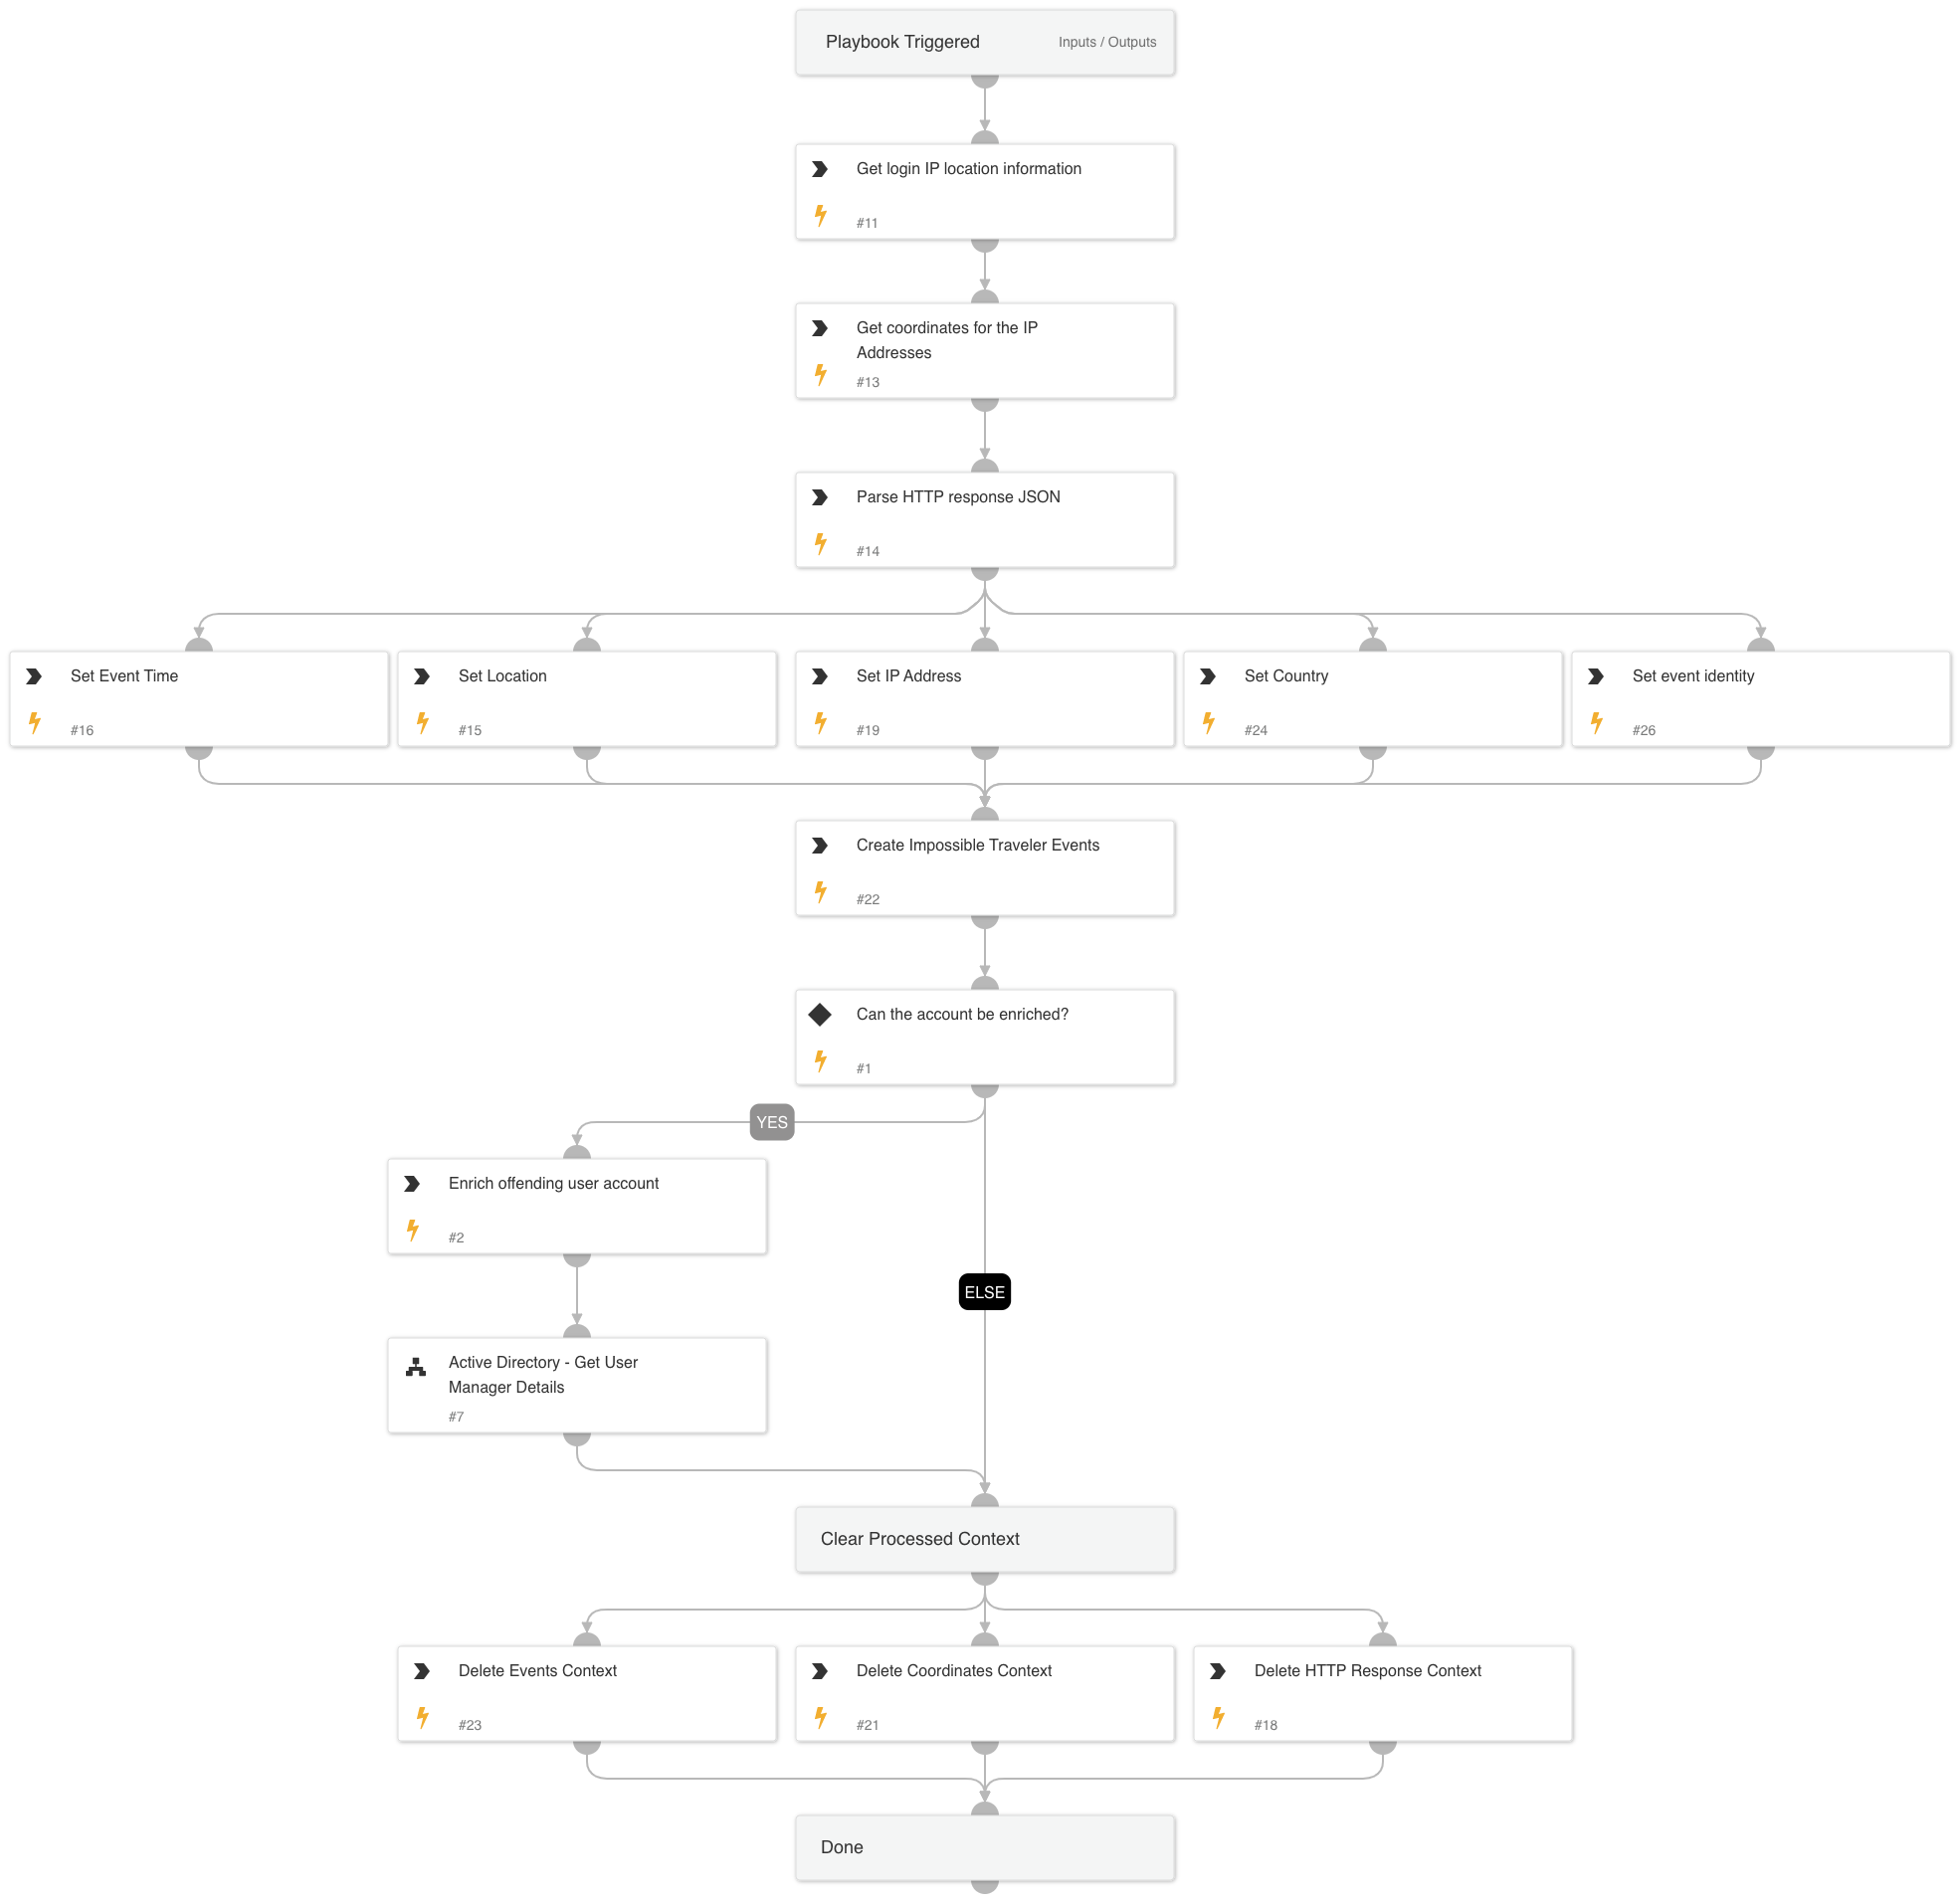 Playbook Triggered
Inputs / Outputs
Get login IP location information
#11
Get coordinates for the IP
Addresses
#13
Parse HTTP response JSON
#14
Set Event Time
#16
Set Location
#15
Set IP Address
#19
Set Country
#24
Set event identity
#26
Create Impossible Traveler Events
#22
Can the account be enriched?
#1
YES
Enrich offending user account
#2
ELSE
Active Directory - Get User
Manager Details
#7
Clear Processed Context
Delete Events Context
#23
Delete Coordinates Context
#21
Delete HTTP Response Context
#18
Done